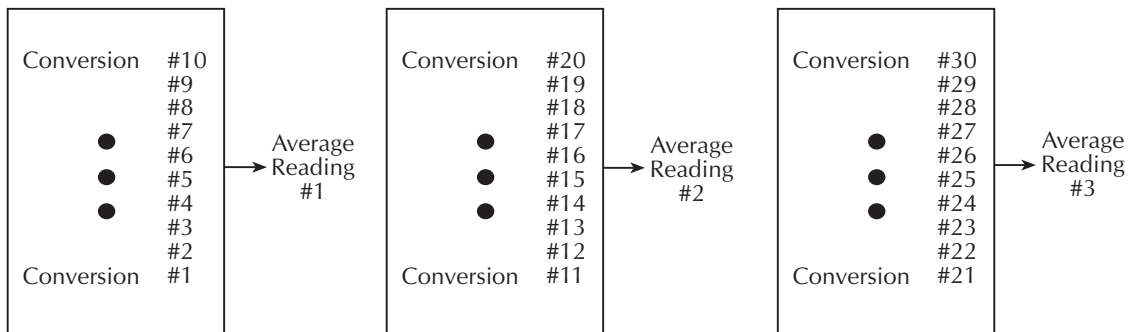 Conversion #10
#9
#8
#7
#6
#5
#4
#3
#2
Conversion #1
Average
Reading
#1
Conversion #20
#19
#18
#17
#16
#15
#14
#13
#12
Conversion #11
Average
Reading
#2
Conversion #30
#29
#28
#27
#26
#25
#24
#23
#22
Conversion #21
Average
Reading
#3